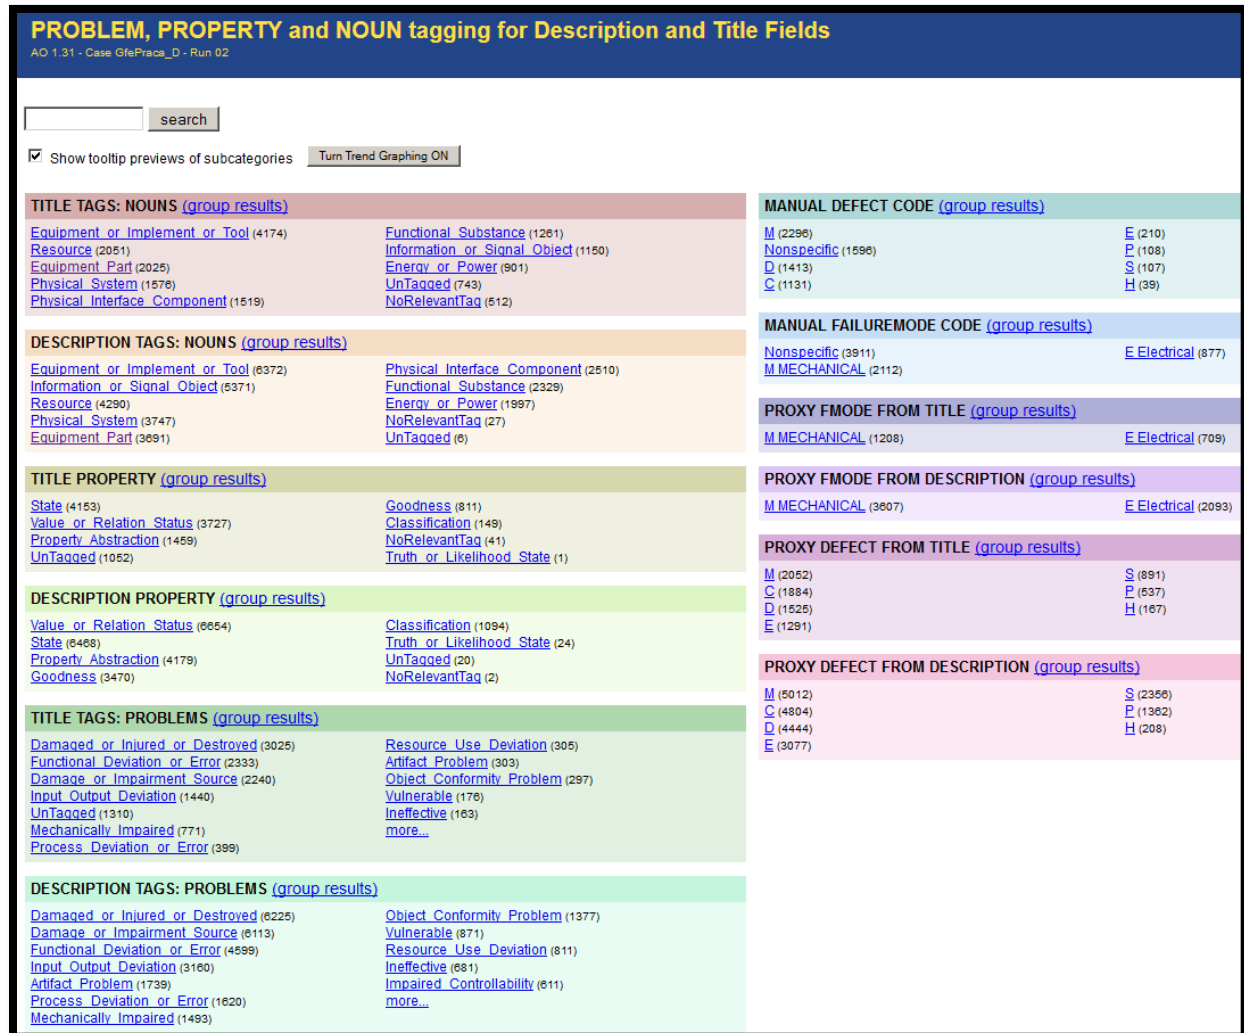 PROBLEM, PROPERTY and NOUN tagging for Description and Title Fields
AO 1.31 - Case GfePraca_D - Run 02
search
Show tooltip previews of subcategories Turn Trend Graphing ON
TITLE TAGS: NOUNS (group results)
Equipment_or_Implement_or_Tool (4174) Functional_Substance (1261)
Resource (2051) Information_or_Signal_Object (1150)
Equipment_Part (2025) Energy_or_Power (901)
Physical_System (1576) UnTagged (743)
Physical_Interface_Component (1519) NoRelevantTag (512)
DESCRIPTION TAGS: NOUNS (group results)
Equipment_or_Implement_or_Tool (6372) Physical_Interface_Component (2510)
Information_or_Signal_Object (5371) Functional_Substance (2329)
Resource (4290) Energy_or_Power (1997)
Physical_System (3747) NoRelevantTag (27)
Equipment_Part (3691) UnTagged (6)
TITLE PROPERTY (group results)
State (4153) Goodness (811)
Value_or_Relation_Status (3727) Classification (149)
Property_Abstraction (1459) NoRelevantTag (41)
UnTagged (1052) Truth_or_Likelihood_State (1)
DESCRIPTION PROPERTY (group results)
Value_or_Relation_Status (6654) Classification (1094)
State (6468) Truth_or_Likelihood_State (24)
Property_Abstraction (4179) UnTagged (20)
Goodness (3470) NoRelevantTag (2)
TITLE TAGS: PROBLEMS (group results)
Damaged_or_Injured_or_Destroyed (3025) Resource_Use_Deviation (305)
Functional_Deviation_or_Error (2333) Artifact_Problem (303)
Damage_or_Impairment_Source (2240) Object_Conformity_Problem (297)
Input_Output_Deviation (1440) Vulnerable (176)
UnTagged (1310) Ineffective (163)
Mechanically_Impaired (771) more...
Process_Deviation_or_Error (399)
DESCRIPTION TAGS: PROBLEMS (group results)
Damaged_or_Injured_or_Destroyed (6225) Object_Conformity_Problem (1377)
Damage_or_Impairment_Source (6113) Vulnerable (871)
Functional_Deviation_or_Error (4599) Resource_Use_Deviation (811)
Input_Output_Deviation (3160) Ineffective (681)
Artifact_Problem (1739) Impaired_Controllability (611)
Process_Deviation_or_Error (1620) more...
Mechanically_Impaired (1493)
MANUAL DEFECT CODE (group results)
M (2296) E (210)
Nonspecific (1596) P (108)
D (1413) S (107)
C (1131) H (39)
MANUAL FAILUREMODE CODE (group results)
Nonspecific (3911) E Electrical (877)
M MECHANICAL (2112)
PROXY FMODE FROM TITLE (group results)
M MECHANICAL (1208) E Electrical (709)
PROXY FMODE FROM DESCRIPTION (group results)
M MECHANICAL (3607) E Electrical (2093)
PROXY DEFECT FROM TITLE (group results)
M (2052) S (891)
C (1884) P (537)
D (1525) H (167)
E (1291)
PROXY DEFECT FROM DESCRIPTION (group results)
M (5012) S (2356)
C (4804) P (1362)
D (4444) H (208)
E (3077)